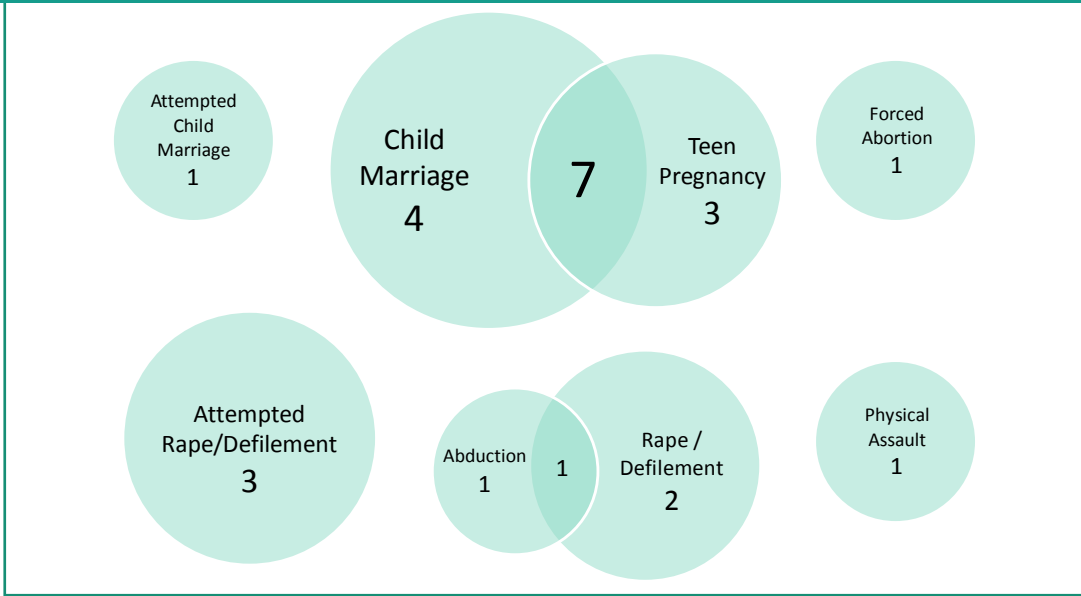 Attempted
Child
Marriage
1
Child
Marriage
4
7
Teen
Pregnancy
3
Forced
Abortion
1
Attempted
Rape/Defilement
3
Abduction
1
1
Rape /
Defilement
2
Physical
Assault
1